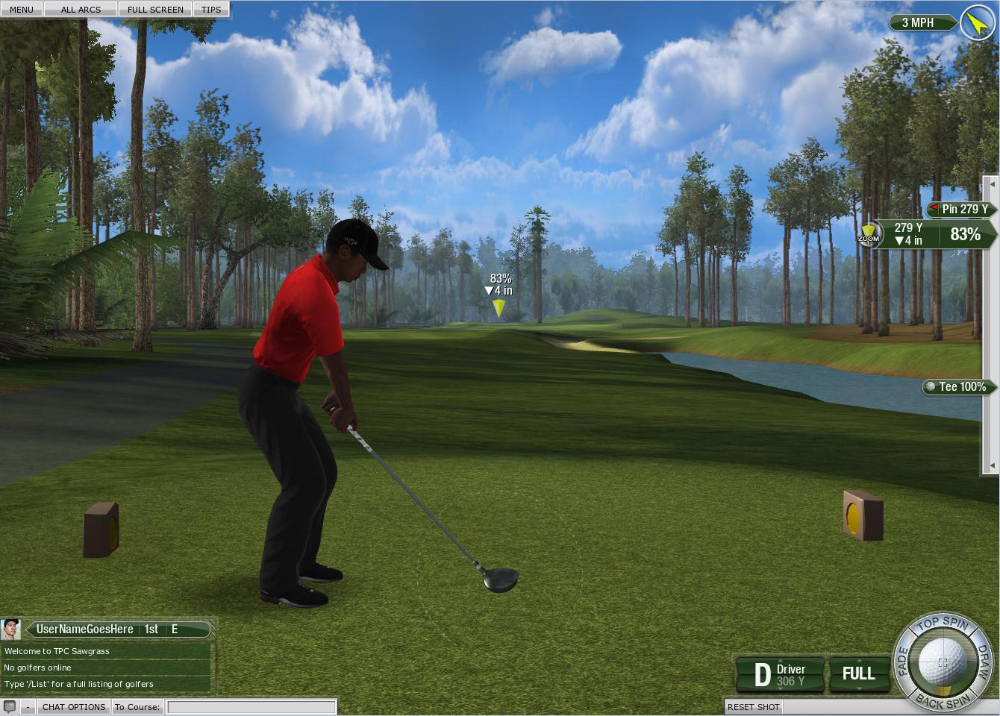 MENU
ALL ARCS
FULL SCREEN
TIPS
3 MPH
Pin 279 Y
279 Y
▼4 in
83%
ZOOM
83%
▼4 in
Tee 100%
UserNameGoesHere 1st E
Welcome to TPC Sawgrass
No golfers online
Type '/List' for a full listing of golfers
- CHAT OPTIONS To Course:
D Driver
306 Y
FULL
TOP SPIN
FADE
DRAW
BACK SPIN
RESET SHOT